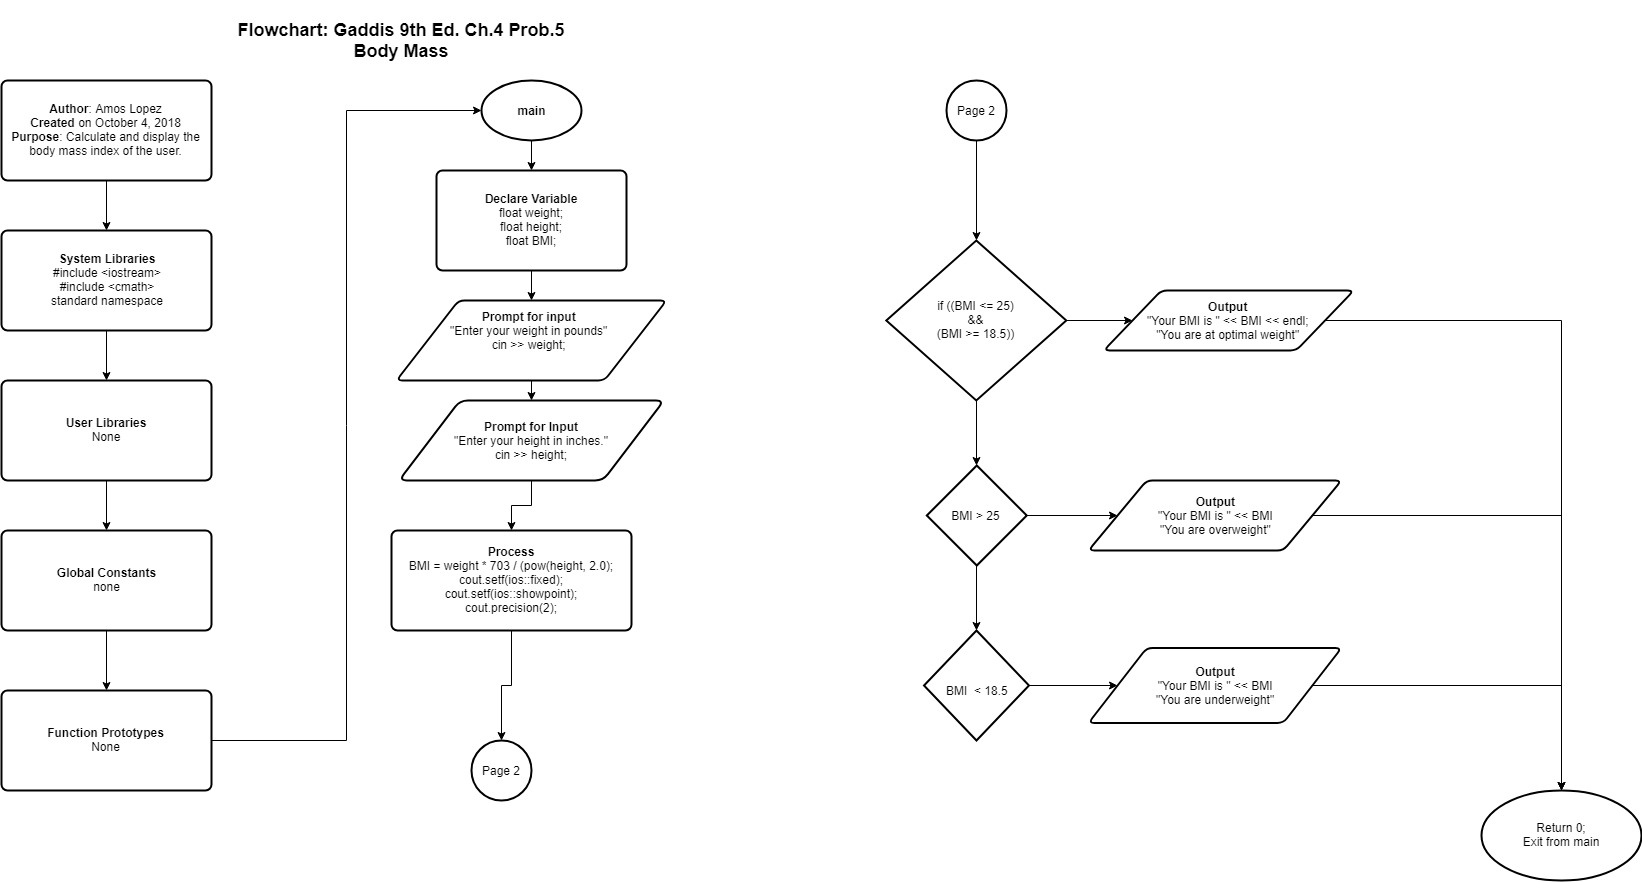 Flowchart: Gaddis 9th Ed. Ch.4 Prob.5
Body Mass
Author: Amos Lopez
Created on October 4, 2018
Purpose: Calculate and display the
body mass index of the user.
System Libraries
#include <iostream>
#include <cmath>
standard namespace
User Libraries
None
Global Constants
none
Function Prototypes
None
main
Declare Variable
float weight;
float height;
float BMI;
Prompt for input
"Enter your weight in pounds"
cin >> weight;
Prompt for Input
"Enter your height in inches."
cin >> height;
Process
BMI = weight * 703 / (pow(height, 2.0);
cout.setf(ios::fixed);
cout.setf(ios::showpoint);
cout.precision(2);
Page 2
Page 2
if ((BMI <= 25)
&&
(BMI >= 18.5))
Output
"Your BMI is " << BMI << endl;
"You are at optimal weight"
BMI > 25
Output
"Your BMI is " << BMI
"You are overweight"
BMI < 18.5
Output
"Your BMI is " << BMI
"You are underweight"
Return 0;
Exit from main